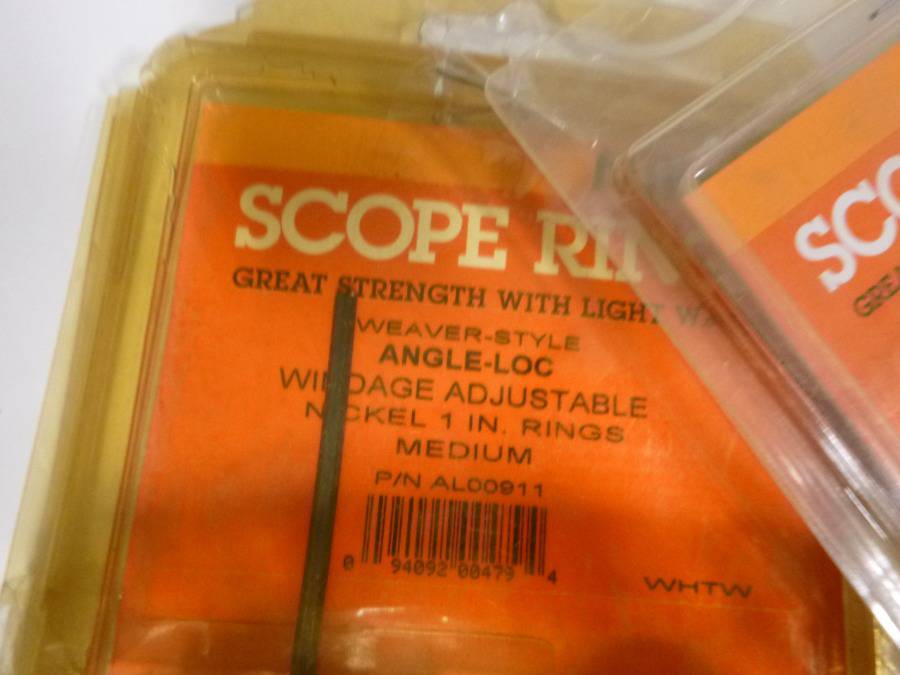 SCOPE RIN
GREAT STRENGTH WITH LIGHT
WEAVER-STYLE
ANGLE-LOC
WINDAGE ADJUSTABLE
NICKEL 1 IN. RINGS
MEDIUM
P/N AL00911
0 94092 00479 4
WHTW
SCO
GREA